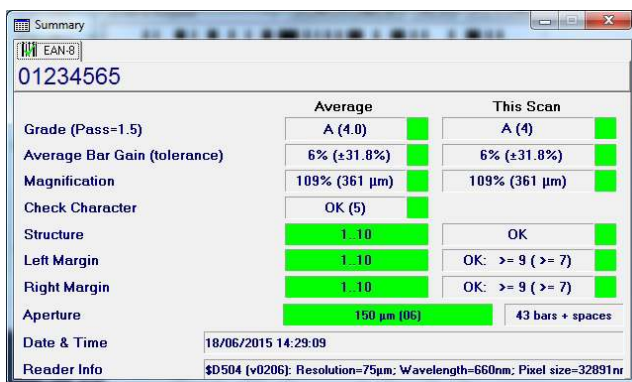 Summary
EAN-8
01234565
Average This Scan
Grade (Pass=1.5) A (4.0) A (4)
Average Bar Gain (tolerance) 6% (±31.8%) 6% (±31.8%)
Magnification 109% (361 µm) 109% (361 µm)
Check Character OK (5)
Structure 1..10 OK
Left Margin 1..10 OK: >= 9 ( >= 7)
Right Margin 1..10 OK: >= 9 ( >= 7)
Aperture 150 µm (06) 43 bars + spaces
Date & Time 18/06/2015 14:29:09
Reader Info $D504 (v0206): Resolution=75µm; Wavelength=660nm; Pixel size=32891nr